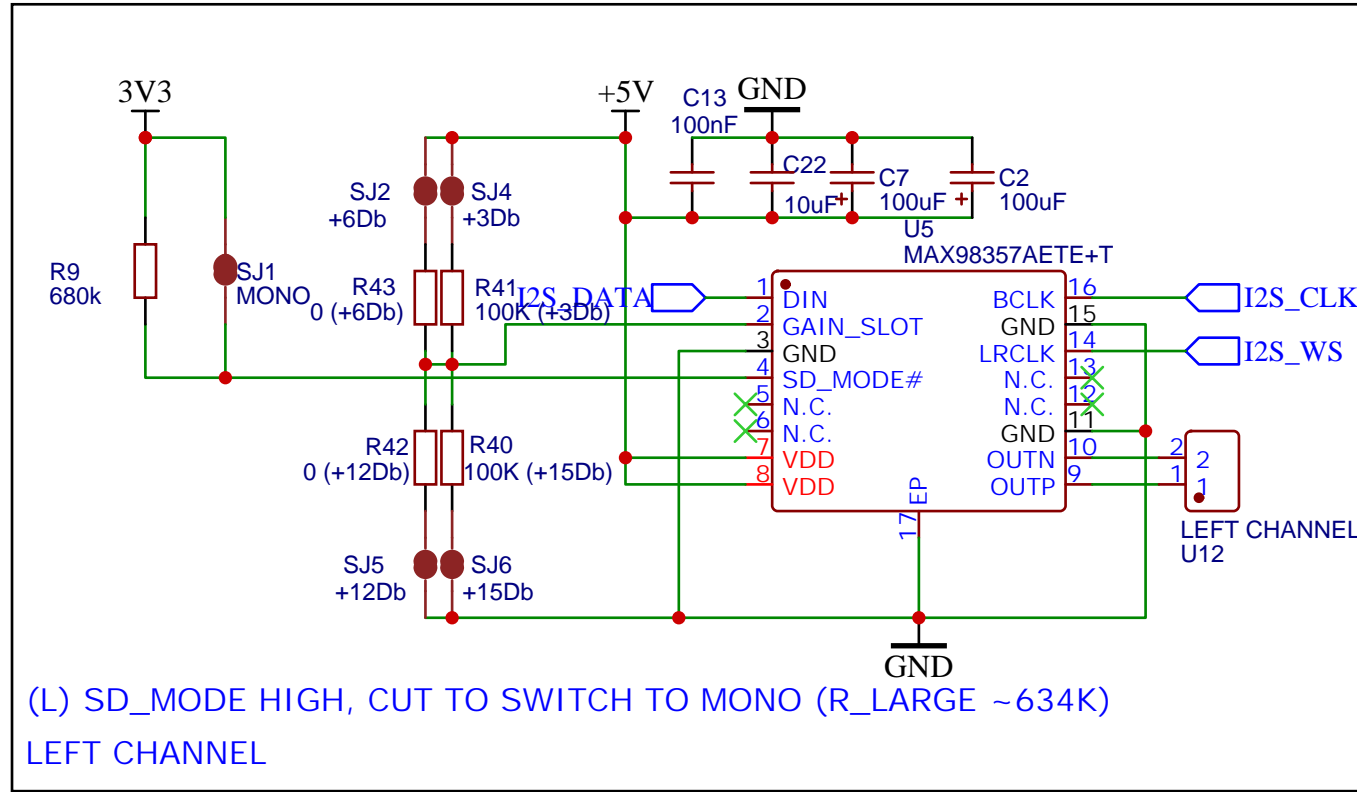 3V3
+5V
C13
100nF
GND
C22
10uF
C7
100uF
C2
100uF
SJ2
+6Db
SJ4
+3Db
U5
MAX98357AETE+T
R9
680k
SJ1
MONO
R43
0 (+6Db)
R41
100K (+3Db)
I2S_DATA
1
DIN
BCLK
16
I2S_CLK
2
GAIN_SLOT
GND
15
3
GND
LRCLK
14
I2S_WS
4
SD_MODE#
N.C.
13
5
N.C.
N.C.
12
6
N.C.
GND
11
7
VDD
OUTN
10
2
2
8
VDD
OUTP
9
1
1
EP
17
R42
0 (+12Db)
R40
100K (+15Db)
LEFT CHANNEL
U12
SJ5
+12Db
SJ6
+15Db
GND
(L) SD_MODE HIGH, CUT TO SWITCH TO MONO (R_LARGE ~634K)
LEFT CHANNEL